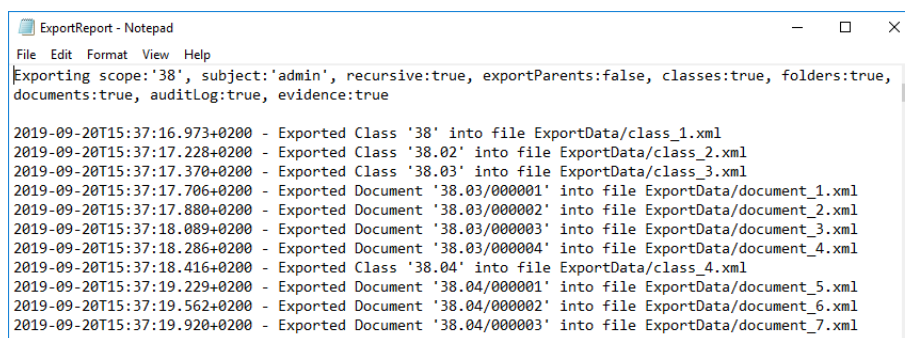 ExportReport - Notepad
File Edit Format View Help
Exporting scope:'38', subject:'admin', recursive:true, exportParents:false, classes:true, folders:true,
documents:true, auditLog:true, evidence:true
2019-09-20T15:37:16.973+0200 - Exported Class '38' into file ExportData/class_1.xml
2019-09-20T15:37:17.228+0200 - Exported Class '38.02' into file ExportData/class_2.xml
2019-09-20T15:37:17.370+0200 - Exported Class '38.03' into file ExportData/class_3.xml
2019-09-20T15:37:17.706+0200 - Exported Document '38.03/000001' into file ExportData/document_1.xml
2019-09-20T15:37:17.880+0200 - Exported Document '38.03/000002' into file ExportData/document_2.xml
2019-09-20T15:37:18.089+0200 - Exported Document '38.03/000003' into file ExportData/document_3.xml
2019-09-20T15:37:18.286+0200 - Exported Document '38.03/000004' into file ExportData/document_4.xml
2019-09-20T15:37:18.416+0200 - Exported Class '38.04' into file ExportData/class_4.xml
2019-09-20T15:37:19.229+0200 - Exported Document '38.04/000001' into file ExportData/document_5.xml
2019-09-20T15:37:19.562+0200 - Exported Document '38.04/000002' into file ExportData/document_6.xml
2019-09-20T15:37:19.920+0200 - Exported Document '38.04/000003' into file ExportData/document_7.xml